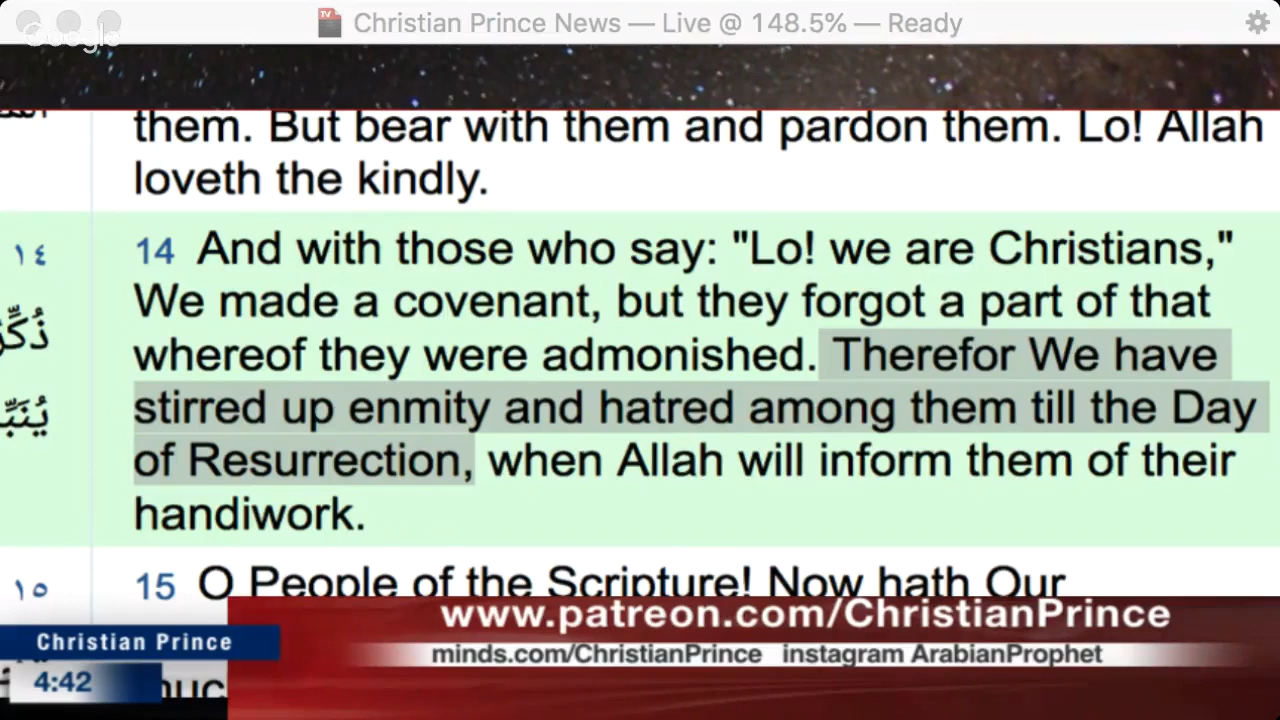 Christian Prince News — Live @ 148.5% — Ready
Google
TV
them. But bear with them and pardon them. Lo! Allah
loveth the kindly.
١٤
14 And with those who say: "Lo! we are Christians,"
We made a covenant, but they forgot a part of that
whereof they were admonished. Therefor We have
stirred up enmity and hatred among them till the Day
of Resurrection, when Allah will inform them of their
handiwork.
١٥
15 O People of the Scripture! Now hath Our
www.patreon.com/ChristianPrince
Christian Prince
minds.com/ChristianPrince instagram ArabianProphet
4:42